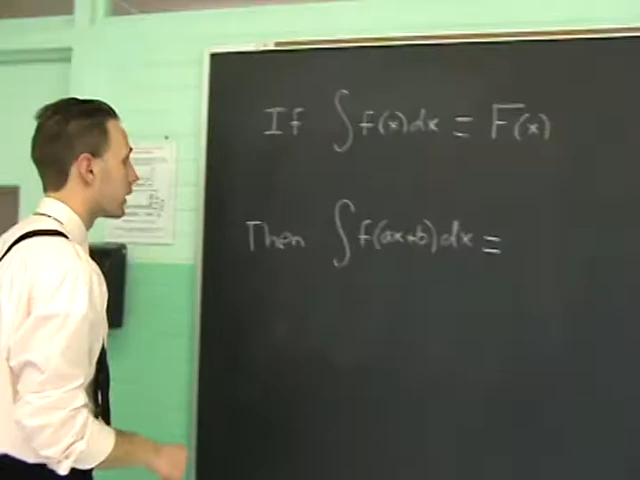 If ∫f(x)dx = F(x)
Then ∫f(ax+b)dx =